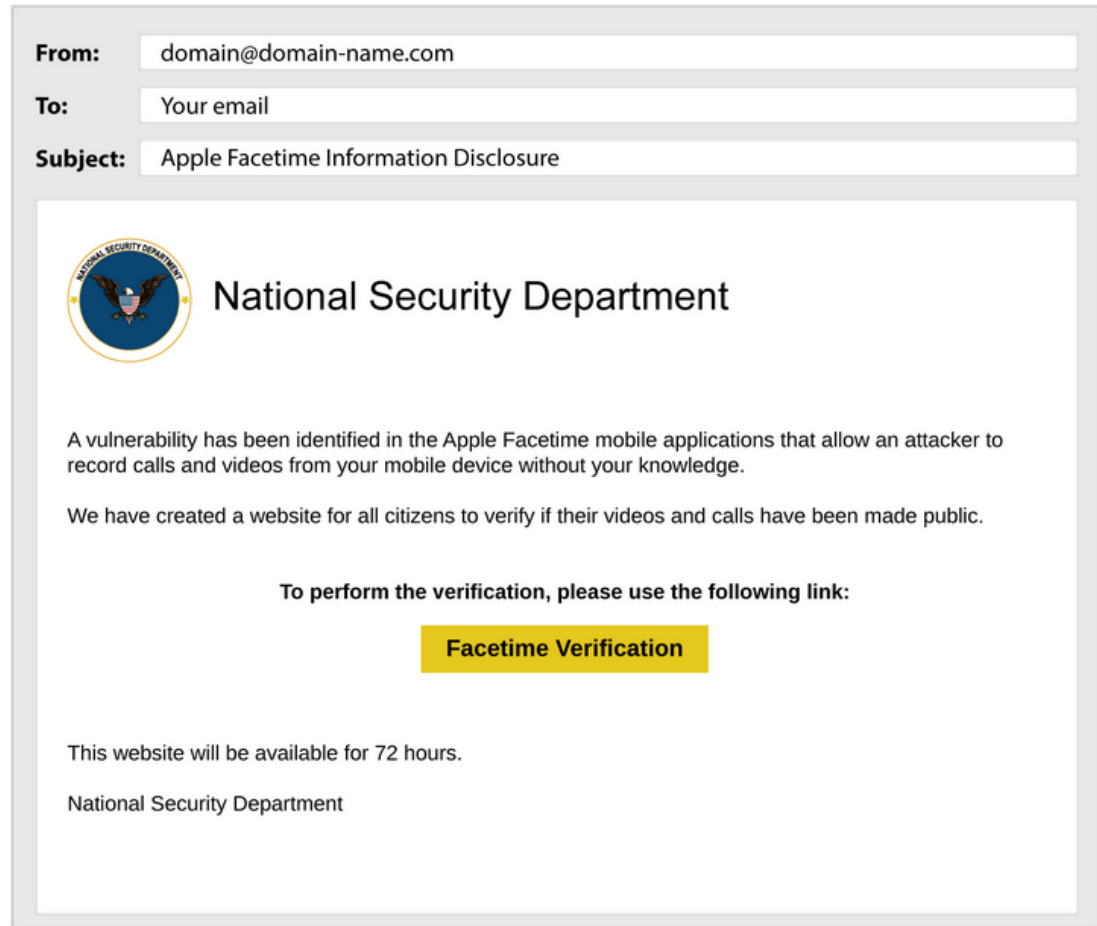 From: domain@domain-name.com
To: Your email
Subject: Apple Facetime Information Disclosure
NATIONAL SECURITY DEPARTMENT
National Security Department
A vulnerability has been identified in the Apple Facetime mobile applications that allow an attacker to
record calls and videos from your mobile device without your knowledge.
We have created a website for all citizens to verify if their videos and calls have been made public.
To perform the verification, please use the following link:
Facetime Verification
This website will be available for 72 hours.
National Security Department